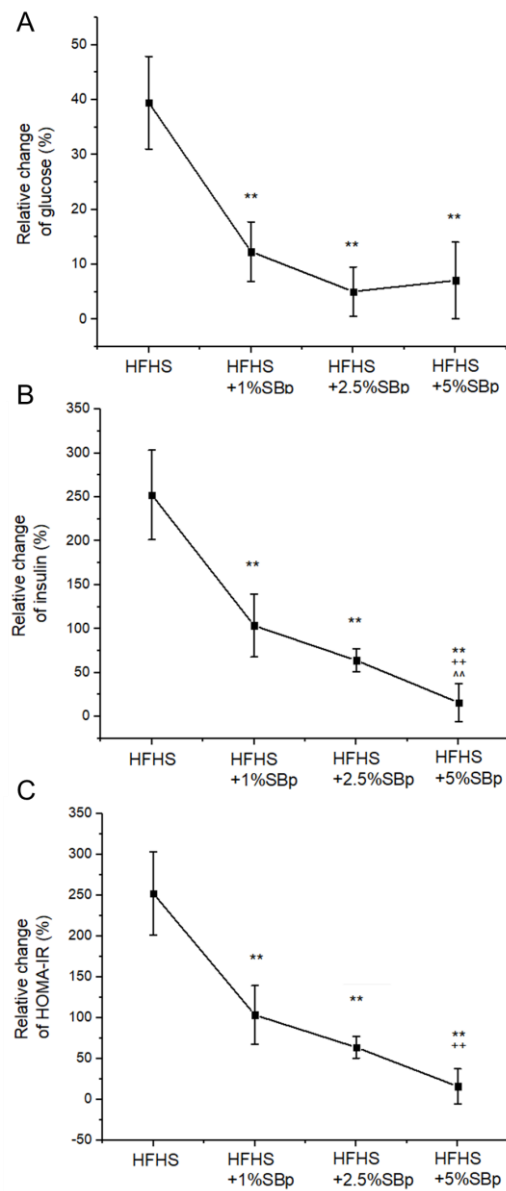 A
Relative change
of glucose (%)
50
40
30
20
10
0
**
**
**
HFHS
HFHS
+1%SBp
HFHS
+2.5%SBp
HFHS
+5%SBp
B
Relative change
of insulin (%)
350
300
250
200
150
100
50
0
**
**
**
++
^^
HFHS
HFHS
+1%SBp
HFHS
+2.5%SBp
HFHS
+5%SBp
C
Relative change
of HOMA-IR (%)
350
300
250
200
150
100
50
0
-50
**
**
**
++
HFHS
HFHS
+1%SBp
HFHS
+2.5%SBp
HFHS
+5%SBp